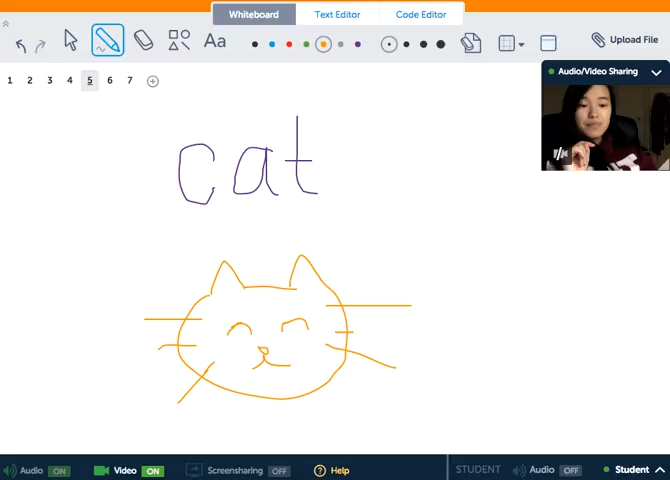 Whiteboard Text Editor Code Editor
Aa Upload File
1 2 3 4 5 6 7
Audio/Video Sharing
cat
Audio ON Video ON Screensharing OFF ? Help STUDENT Audio OFF Student